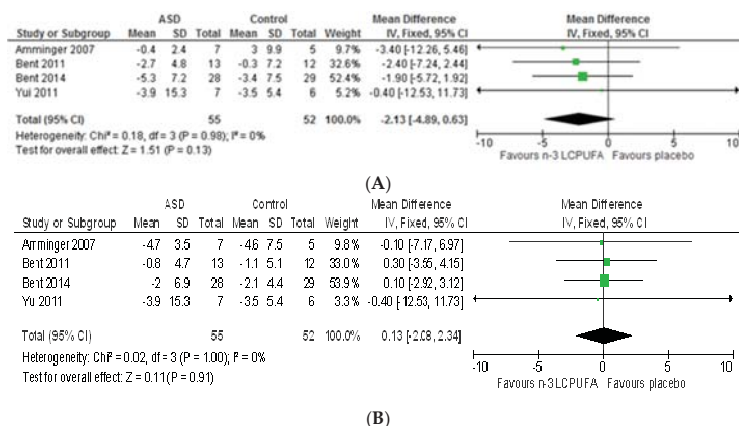 ASD Control Mean Difference Mean Difference
Study or Subgroup Mean SD Total Mean SD Total Weight IV, Fixed, 95% CI IV, Fixed, 95% CI
Amminger 2007 -0.4 2.4 7 3 9.9 5 9.7% -3.40 [-12.26, 5.46]
Bent 2011 -2.7 4.8 13 -0.3 7.2 12 32.6% -2.40 [-7.24, 2.44]
Bent 2014 -5.3 7.2 28 -3.4 7.5 29 52.4% -1.90 [-5.72, 1.92]
Yui 2011 -3.9 15.3 7 -3.5 5.4 6 5.2% -0.40 [-12.53, 11.73]
Total (95% CI) 55 52 100.0% -2.13 [-4.89, 0.63]
Heterogeneity: Chi² = 0.18, df = 3 (P = 0.98); I² = 0%
Test for overall effect: Z = 1.51 (P = 0.13)
-10 -5 0 5 10
Favours n-3 LCPUFA Favours placebo
(A)
ASD Control Mean Difference Mean Difference
Study or Subgroup Mean SD Total Mean SD Total Weight IV, Fixed, 95% CI IV, Fixed, 95% CI
Amminger 2007 -4.7 3.5 7 -4.6 7.5 5 9.8% -0.10 [-7.17, 6.97]
Bent 2011 -0.8 4.7 13 -1.1 5.1 12 33.0% 0.30 [-3.55, 4.15]
Bent 2014 -2 6.9 28 -2.1 4.4 29 53.9% 0.10 [-2.92, 3.12]
Yu 2011 -3.9 15.3 7 -3.5 5.4 6 3.3% -0.40 [-12.53, 11.73]
Total (95% CI) 55 52 100.0% 0.13 [-2.08, 2.34]
Heterogeneity: Chi² = 0.02, df = 3 (P = 1.00); I² = 0%
Test for overall effect: Z = 0.11 (P = 0.91)
-10 -5 0 5 10
Favours n-3 LCPUFA Favours placebo
(B)